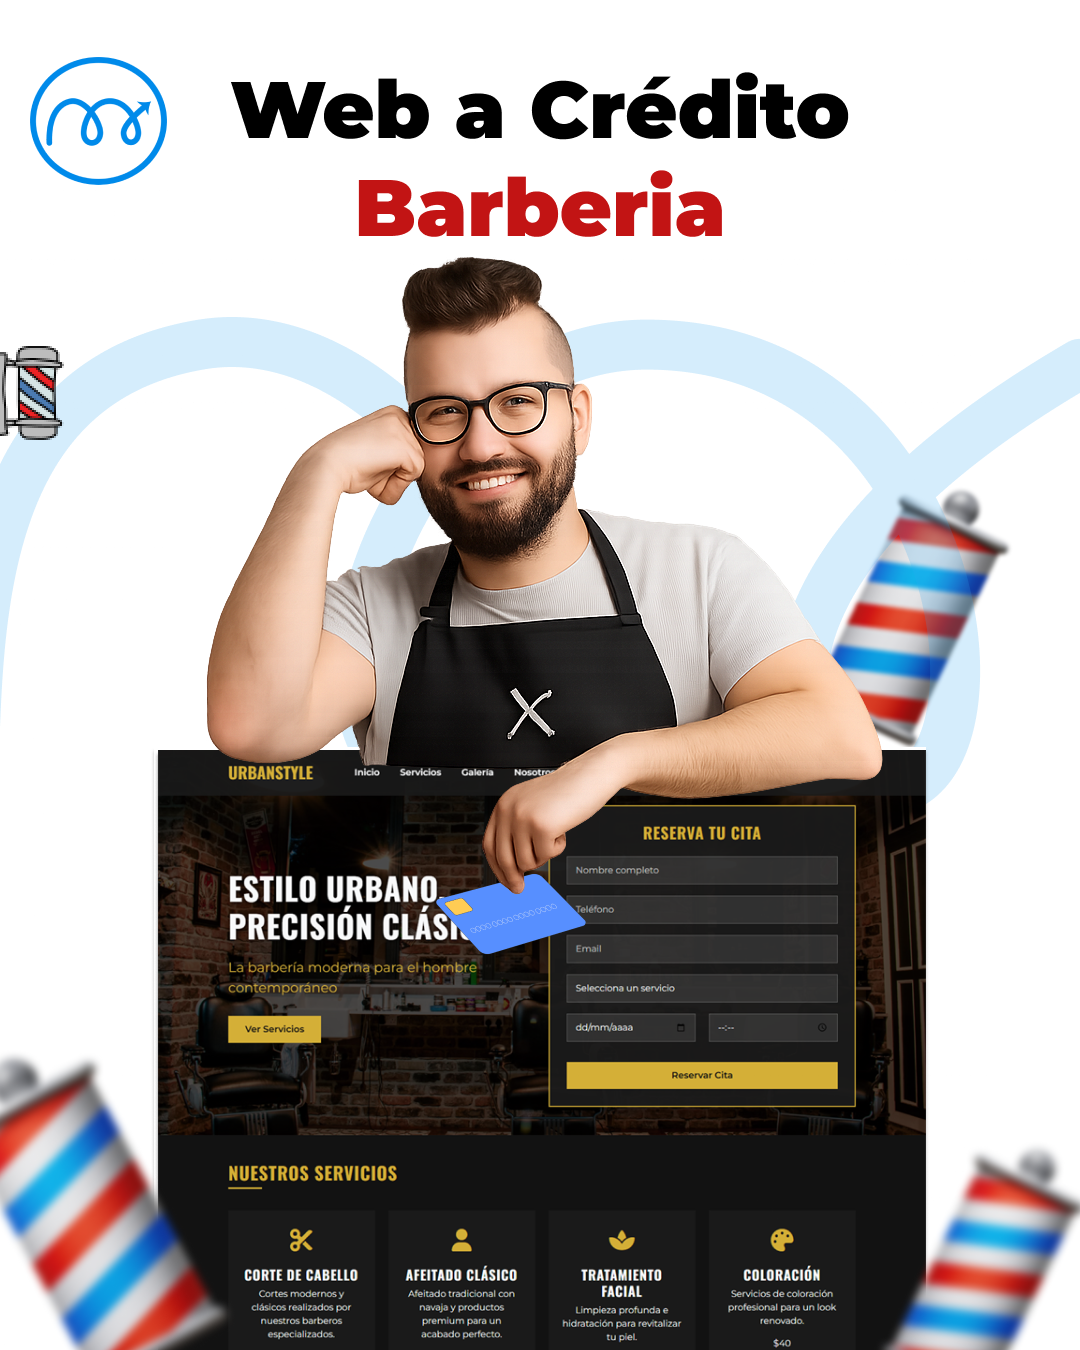 Web a Crédito
Barberia
URBANSTYLE
Inicio Servicios Galería Nosotros
RESERVA TU CITA
Nombre completo
Teléfono
Email
Selecciona un servicio
dd/mm/aaaa --:--
Reservar Cita
ESTILO URBANO,
PRECISIÓN
La barbería moderna para el hombre
contemporáneo
Ver Servicios
NUESTROS SERVICIOS
CORTE DE CABELLO
Cortes modernos y
clásicos realizados por
nuestros barberos
especializados.
AFEITADO CLÁSICO
Afeitado tradicional con
navaja y productos
premium para un
acabado perfecto.
TRATAMIENTO
FACIAL
Limpieza profunda e
hidratación para revitalizar
tu piel.
COLORACIÓN
Servicios de coloración
profesional para un look
renovado.
$40